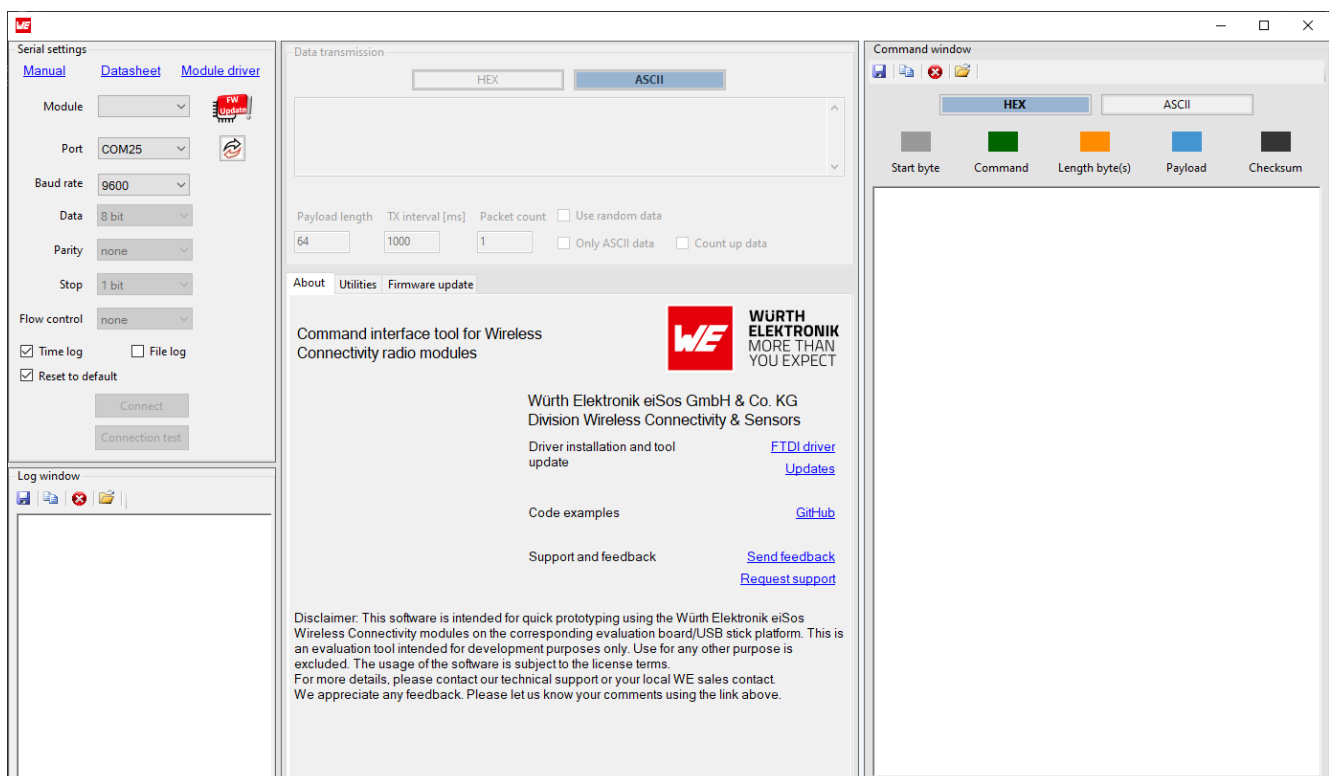 WE
Serial settings
Manual Datasheet Module driver
Module
FW
Update
Port COM25
Baud rate 9600
Data 8 bit
Parity none
Stop 1 bit
Flow control none
Time log File log
Reset to default
Connect
Connection test
Log window
Data transmission
HEX ASCII
Payload length TX interval [ms] Packet count Use random data
64 1000 1 Only ASCII data Count up data
About Utilities Firmware update
Command interface tool for Wireless
Connectivity radio modules
WE
WÜRTH
ELEKTRONIK
MORE THAN
YOU EXPECT
Würth Elektronik eiSos GmbH & Co. KG
Division Wireless Connectivity & Sensors
Driver installation and tool
update
FTDI driver
Updates
Code examples GitHub
Support and feedback Send feedback
Request support
Disclaimer: This software is intended for quick prototyping using the Würth Elektronik eiSos
Wireless Connectivity modules on the corresponding evaluation board/USB stick platform. This is
an evaluation tool intended for development purposes only. Use for any other purpose is
excluded. The usage of the software is subject to the license terms.
For more details, please contact our technical support or your local WE sales contact.
We appreciate any feedback. Please let us know your comments using the link above.
Command window
HEX ASCII
Start byte Command Length byte(s) Payload Checksum